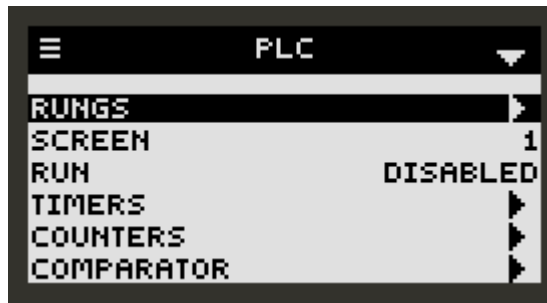 PLC
RUNGS
SCREEN 1
RUN DISABLED
TIMERS
COUNTERS
COMPARATOR